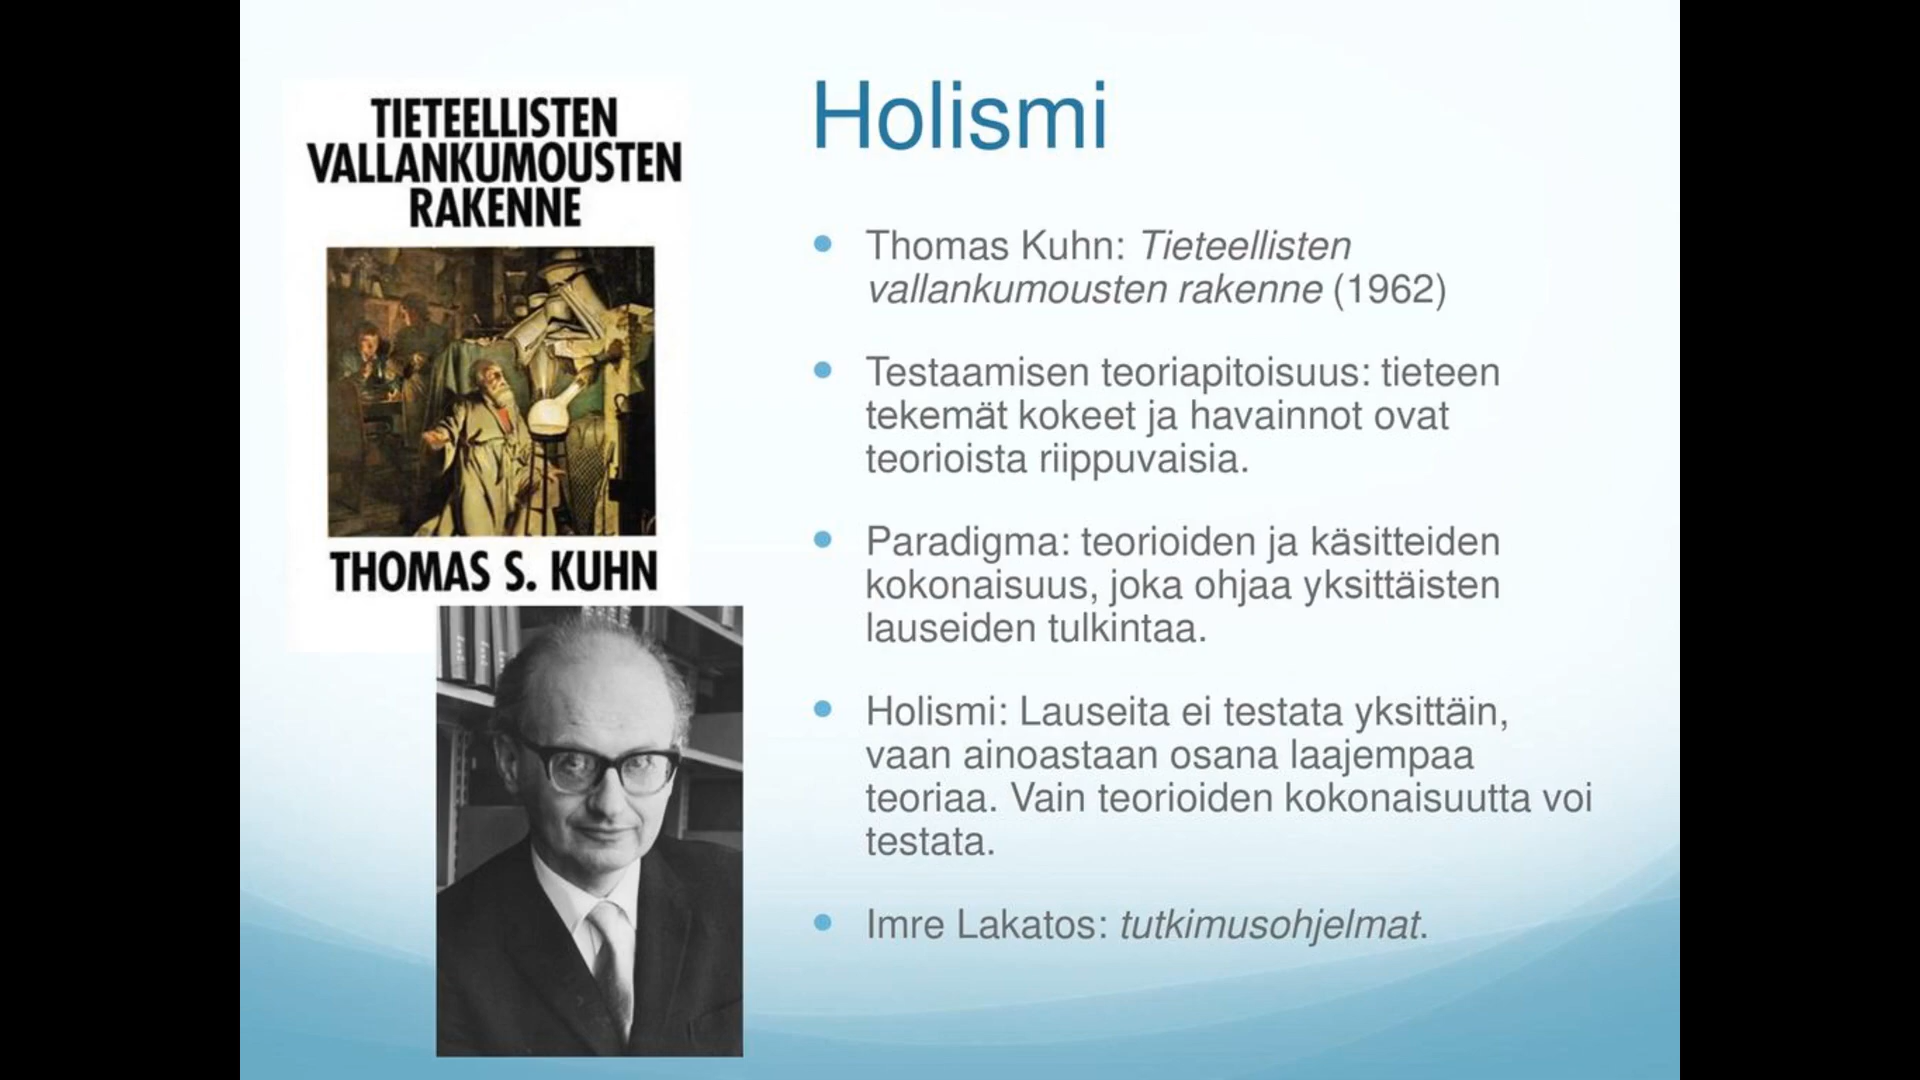 TIETEELLISTEN
VALLANKUMOUSTEN
RAKENNE
THOMAS S. KUHN
Holismi
Thomas Kuhn: Tieteellisten
vallankumousten rakenne (1962)
Testaamisen teoriapitoisuus: tieteen
tekemät kokeet ja havainnot ovat
teorioista riippuvaisia.
Paradigma: teorioiden ja käsitteiden
kokonaisuus, joka ohjaa yksittäisten
lauseiden tulkintaa.
Holismi: Lauseita ei testata yksittäin,
vaan ainoastaan osana laajempaa
teoriaa. Vain teorioiden kokonaisuutta voi
testata.
Imre Lakatos: tutkimusohjelmat.